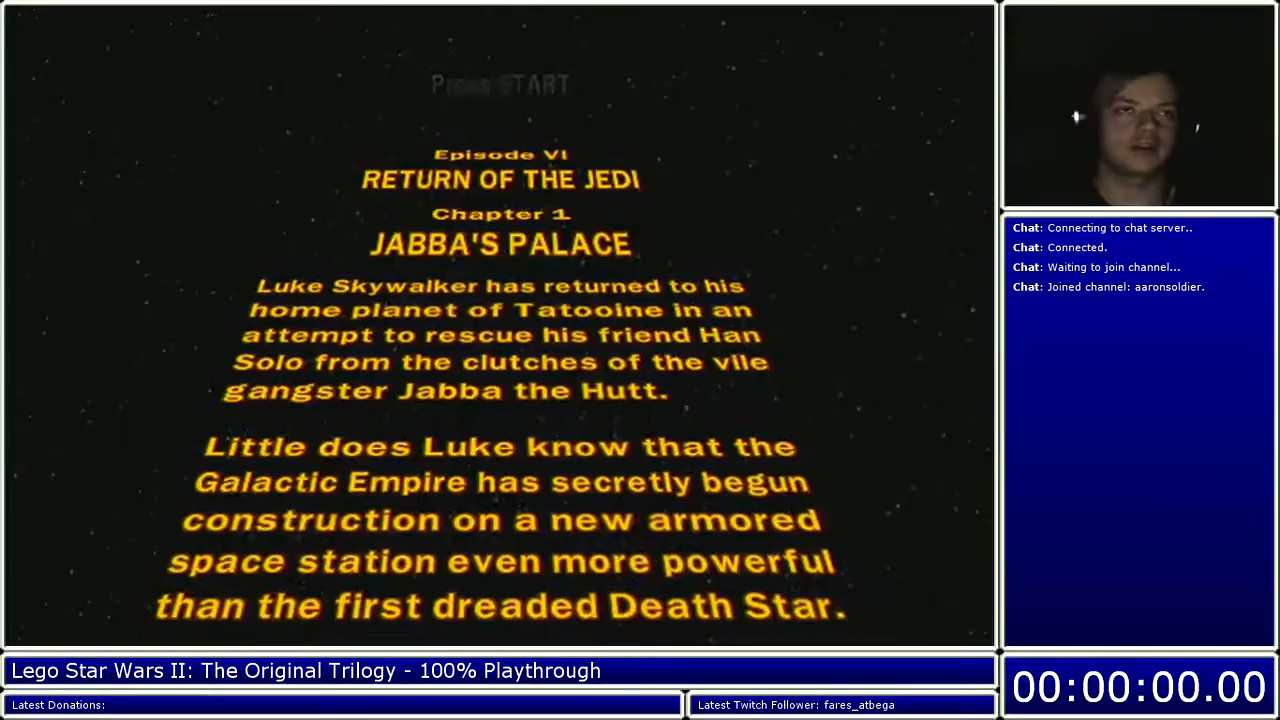 Press START
Episode VI
RETURN OF THE JEDI
Chapter 1
JABBA'S PALACE
Luke Skywalker has returned to his
home planet of Tatooine in an
attempt to rescue his friend Han
Solo from the clutches of the vile
gangster Jabba the Hutt.
Little does Luke know that the
Galactic Empire has secretly begun
construction on a new armored
space station even more powerful
than the first dreaded Death Star.
Chat: Connecting to chat server..
Chat: Connected.
Chat: Waiting to join channel...
Chat: Joined channel: aaronsoldier.
Lego Star Wars II: The Original Trilogy - 100% Playthrough
00:00:00.00
Latest Donations:
Latest Twitch Follower: fares_atbega